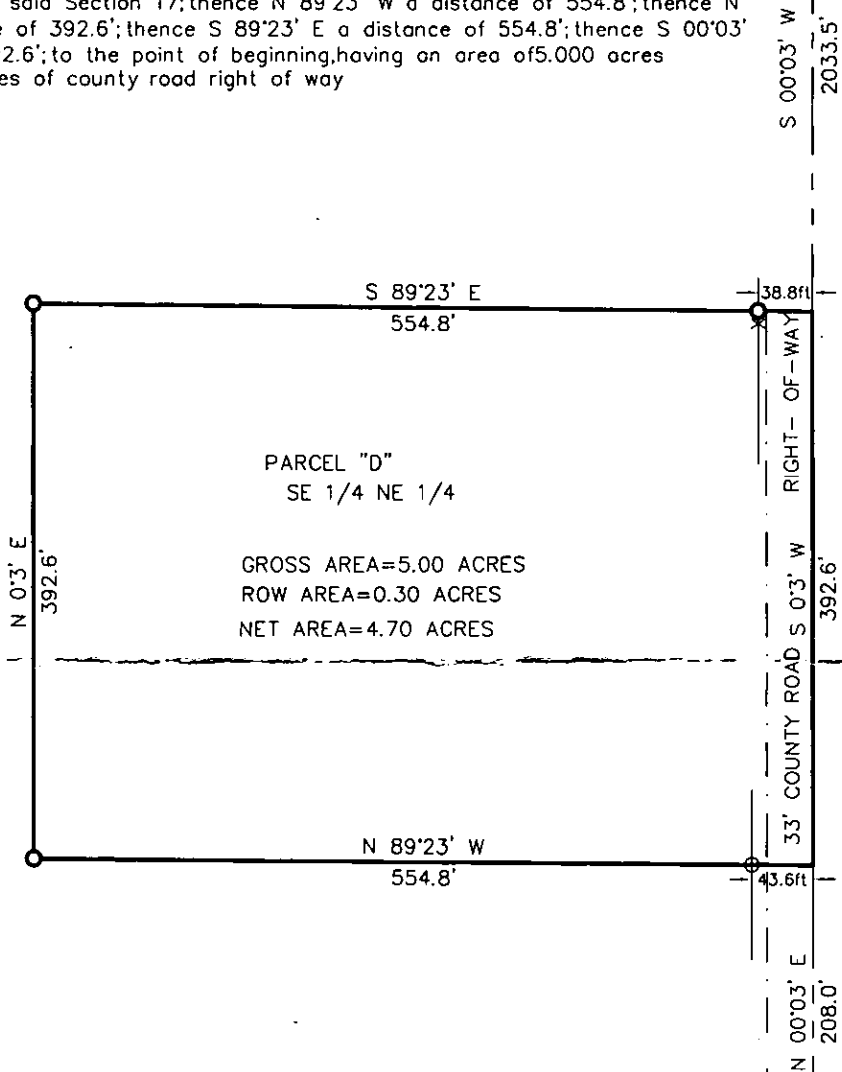 said Section 17;thence N 89°23' W a distance of 554.8';thence N
of 392.6';thence S 89°23' E a distance of 554.8';thence S 00°03'
2.6';to the point of beginning,having an area of5.000 acres
of county road right of way
S 00°03' W
2033.5'
S 89°23' E
554.8'
38.8ft
RIGHT- OF-WAY
PARCEL "D"
SE 1/4 NE 1/4
GROSS AREA=5.00 ACRES
ROW AREA=0.30 ACRES
NET AREA=4.70 ACRES
N 0°3' E
392.6'
33' COUNTY ROAD
S 0°3' W
392.6'
N 89°23' W
554.8'
43.6ft
N 00°03' E
208.0'